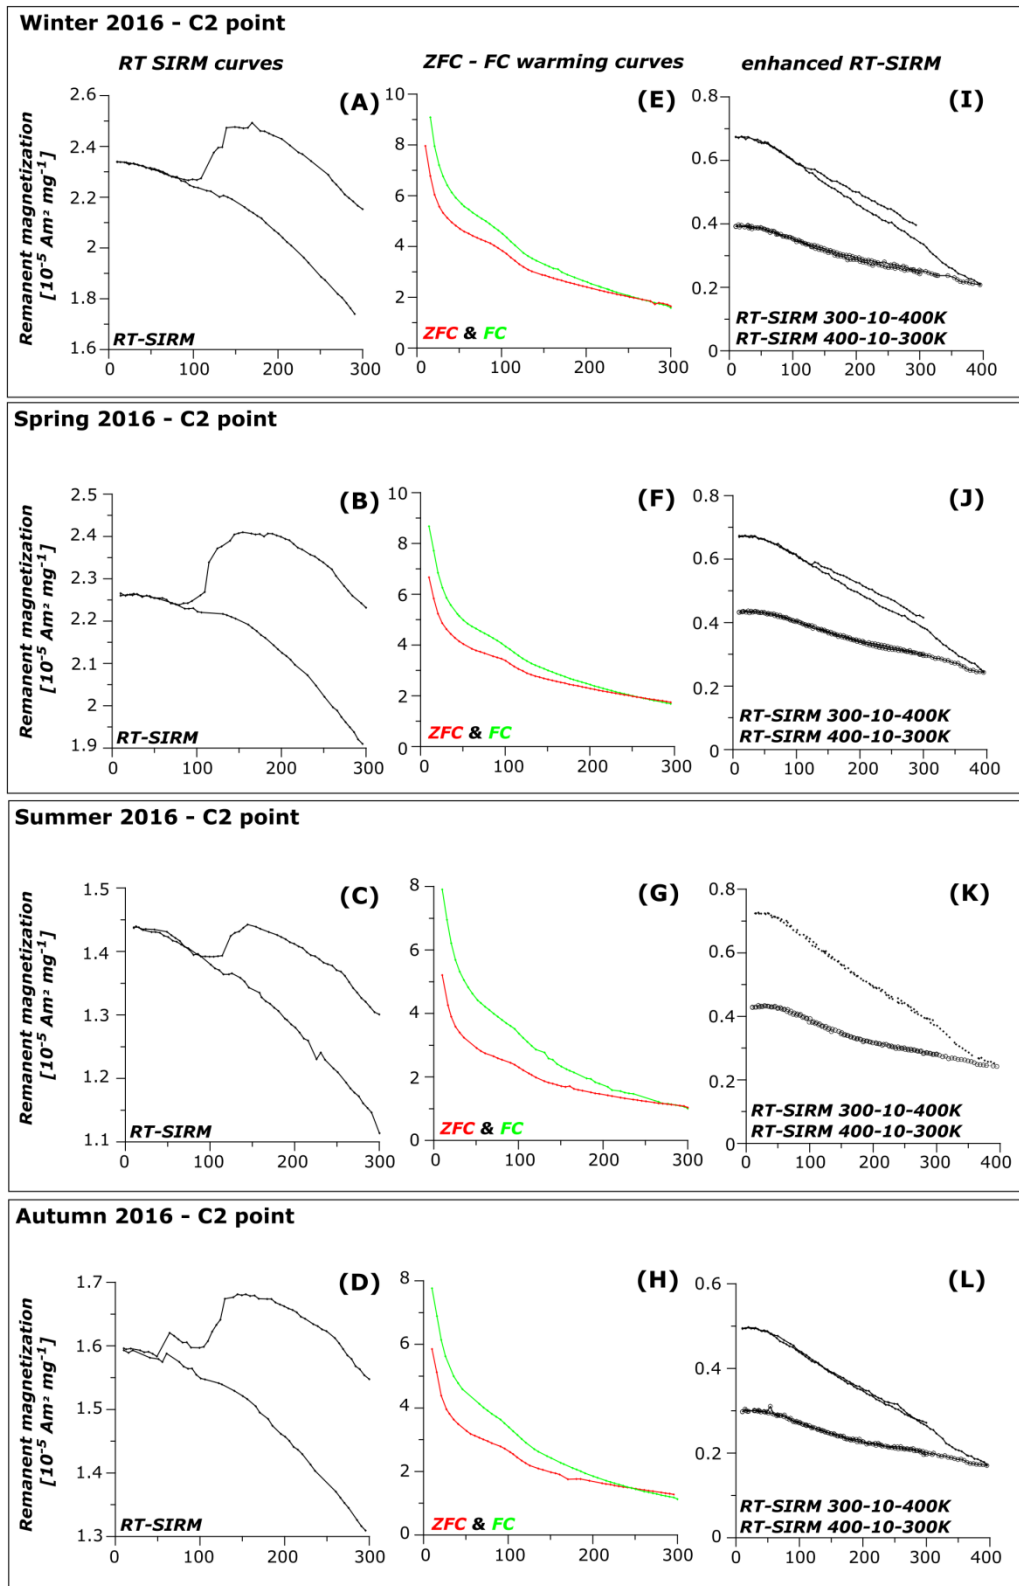 Winter 2016 - C2 point
RT SIRM curves
ZFC - FC warming curves
enhanced RT-SIRM
Remanent magnetization
[10⁻⁵ Am² mg⁻¹]
2.6
2.4
2.2
2
1.8
1.6
0 100 200 300
(A)
RT-SIRM
10
8
6
4
2
0
0 100 200 300
(E)
ZFC & FC
0.8
0.6
0.4
0.2
0
0 100 200 300 400
(I)
RT-SIRM 300-10-400K
RT-SIRM 400-10-300K
Spring 2016 - C2 point
Remanent magnetization
[10⁻⁵ Am² mg⁻¹]
2.5
2.4
2.3
2.2
2.1
2
1.9
0 100 200 300
(B)
RT-SIRM
10
8
6
4
2
0
0 100 200 300
(F)
ZFC & FC
0.8
0.6
0.4
0.2
0
0 100 200 300 400
(J)
RT-SIRM 300-10-400K
RT-SIRM 400-10-300K
Summer 2016 - C2 point
Remanent magnetization
[10⁻⁵ Am² mg⁻¹]
1.5
1.4
1.3
1.2
1.1
0 100 200 300
(C)
RT-SIRM
8
6
4
2
0
0 100 200 300
(G)
ZFC & FC
0.8
0.6
0.4
0.2
0
0 100 200 300 400
(K)
RT-SIRM 300-10-400K
RT-SIRM 400-10-300K
Autumn 2016 - C2 point
Remanent magnetization
[10⁻⁵ Am² mg⁻¹]
1.7
1.6
1.5
1.4
1.3
0 100 200 300
(D)
RT-SIRM
8
6
4
2
0
0 100 200 300
(H)
ZFC & FC
0.6
0.4
0.2
0
0 100 200 300 400
(L)
RT-SIRM 300-10-400K
RT-SIRM 400-10-300K